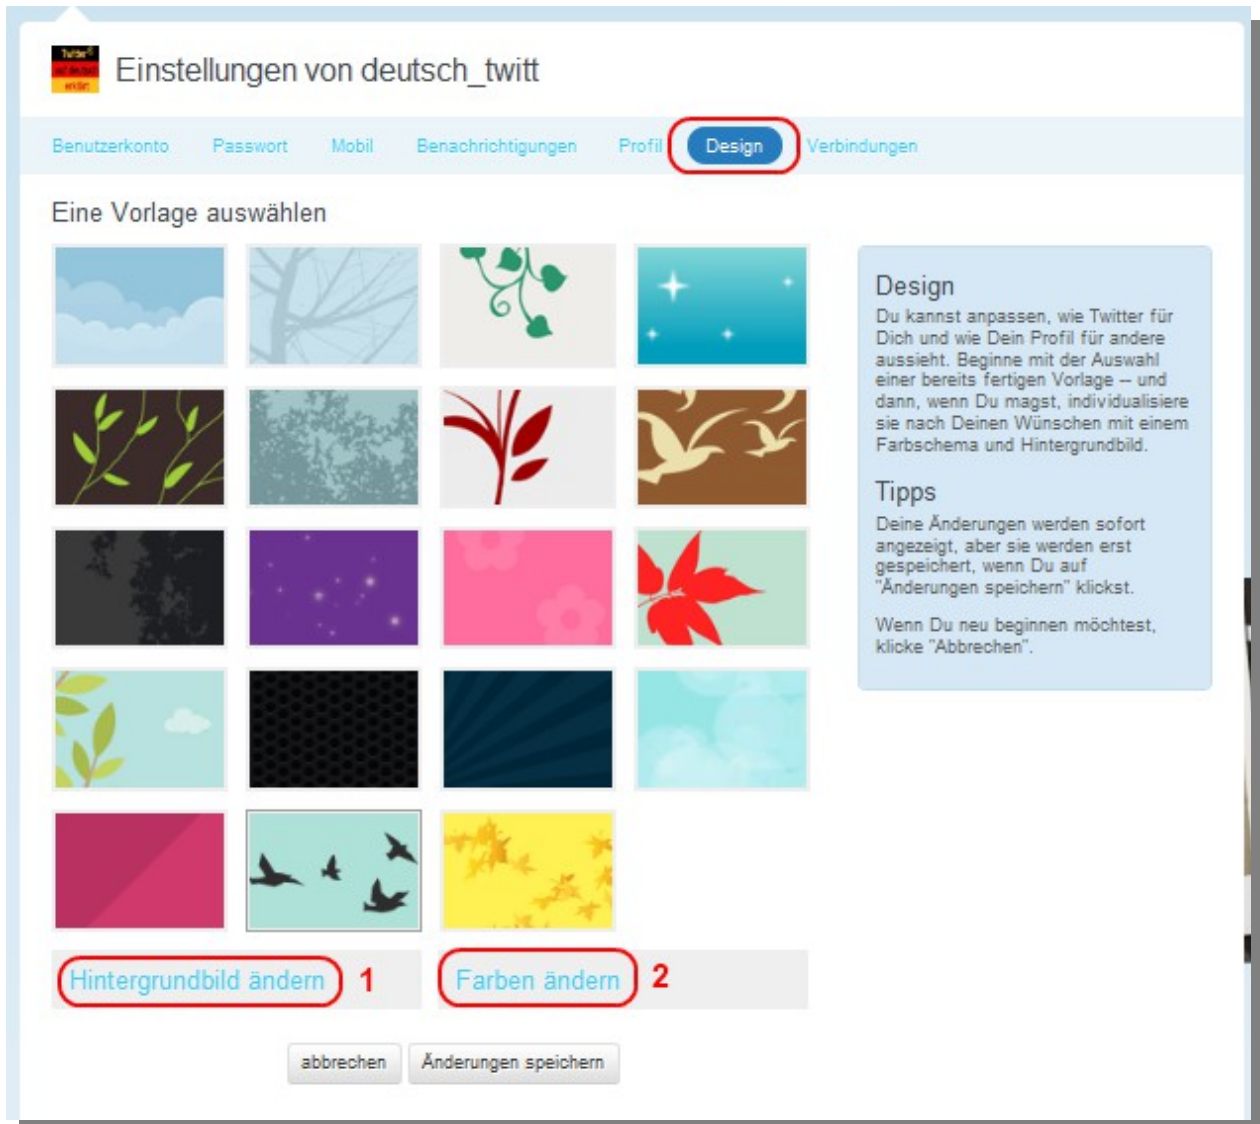 Twitter
auf deutsch
erklärt
Einstellungen von deutsch_twitt
Benutzerkonto Passwort Mobil Benachrichtigungen Profil Design Verbindungen
Eine Vorlage auswählen
Design
Du kannst anpassen, wie Twitter für
Dich und wie Dein Profil für andere
aussieht. Beginne mit der Auswahl
einer bereits fertigen Vorlage -- und
dann, wenn Du magst, individualisiere
sie nach Deinen Wünschen mit einem
Farbschema und Hintergrundbild.
Tipps
Deine Änderungen werden sofort
angezeigt, aber sie werden erst
gespeichert, wenn Du auf
"Änderungen speichern" klickst.
Wenn Du neu beginnen möchtest,
klicke "Abbrechen".
Hintergrundbild ändern 1 Farben ändern 2
abbrechen Änderungen speichern